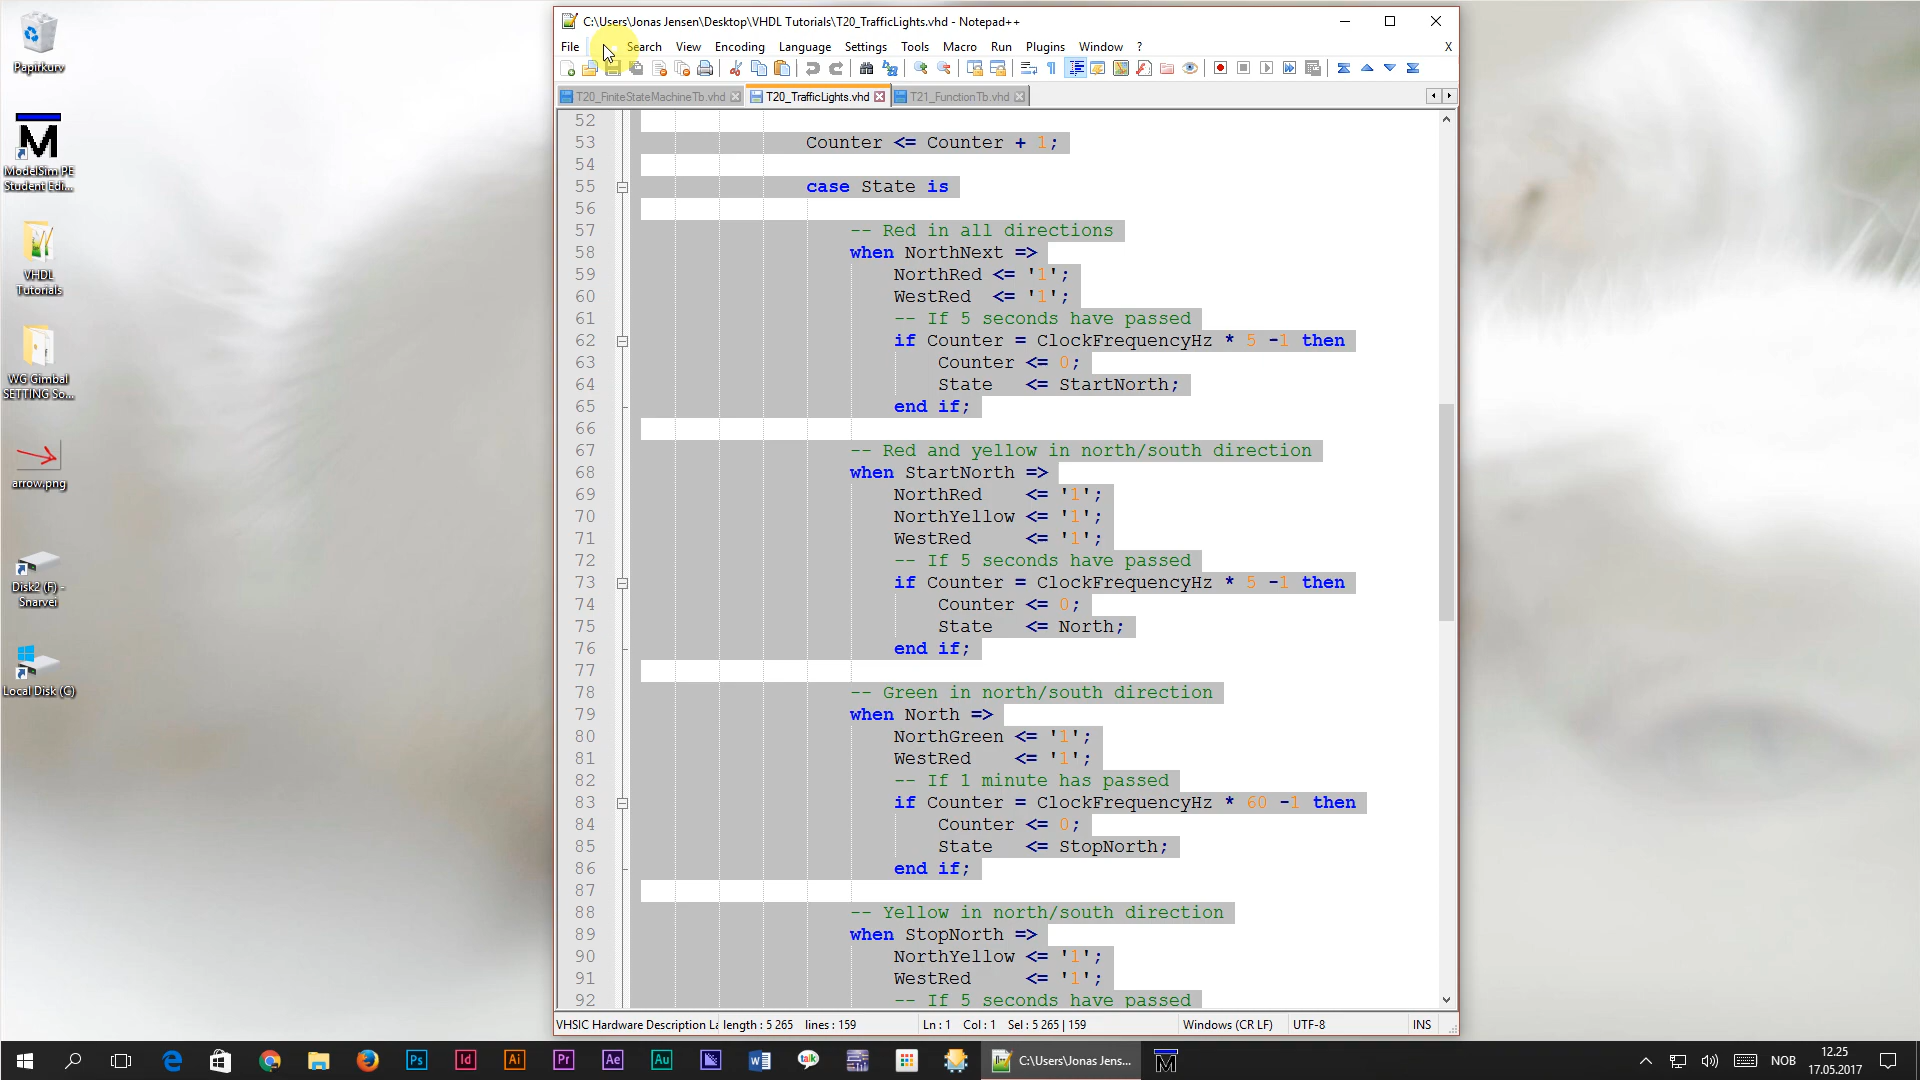 Papirkurv
ModelSim PE
Student Edi...
VHDL
Tutorials
WG Gimbal
SETTING So...
arrow.png
Disk2 (F) -
Snarvei
Local Disk (C)
C:\Users\Jonas Jensen\Desktop\VHDL Tutorials\T20_TrafficLights.vhd - Notepad++
File Search View Encoding Language Settings Tools Macro Run Plugins Window ? X
T20_FiniteStateMachineTb.vhd T20_TrafficLights.vhd T21_FunctionTb.vhd
52
53 Counter <= Counter + 1;
54
55 case State is
56
57 -- Red in all directions
58 when NorthNext =>
59 NorthRed <= '1';
60 WestRed <= '1';
61 -- If 5 seconds have passed
62 if Counter = ClockFrequencyHz * 5 -1 then
63 Counter <= 0;
64 State <= StartNorth;
65 end if;
66
67 -- Red and yellow in north/south direction
68 when StartNorth =>
69 NorthRed <= '1';
70 NorthYellow <= '1';
71 WestRed <= '1';
72 -- If 5 seconds have passed
73 if Counter = ClockFrequencyHz * 5 -1 then
74 Counter <= 0;
75 State <= North;
76 end if;
77
78 -- Green in north/south direction
79 when North =>
80 NorthGreen <= '1';
81 WestRed <= '1';
82 -- If 1 minute has passed
83 if Counter = ClockFrequencyHz * 60 -1 then
84 Counter <= 0;
85 State <= StopNorth;
86 end if;
87
88 -- Yellow in north/south direction
89 when StopNorth =>
90 NorthYellow <= '1';
91 WestRed <= '1';
92 -- If 5 seconds have passed
VHSIC Hardware Description La length : 5 265 lines : 159 Ln : 1 Col : 1 Sel : 5 265 | 159 Windows (CR LF) UTF-8 INS
Ps Id Ai Pr Ae Au talk C:\Users\Jonas Jens... NOB 12.25
17.05.2017